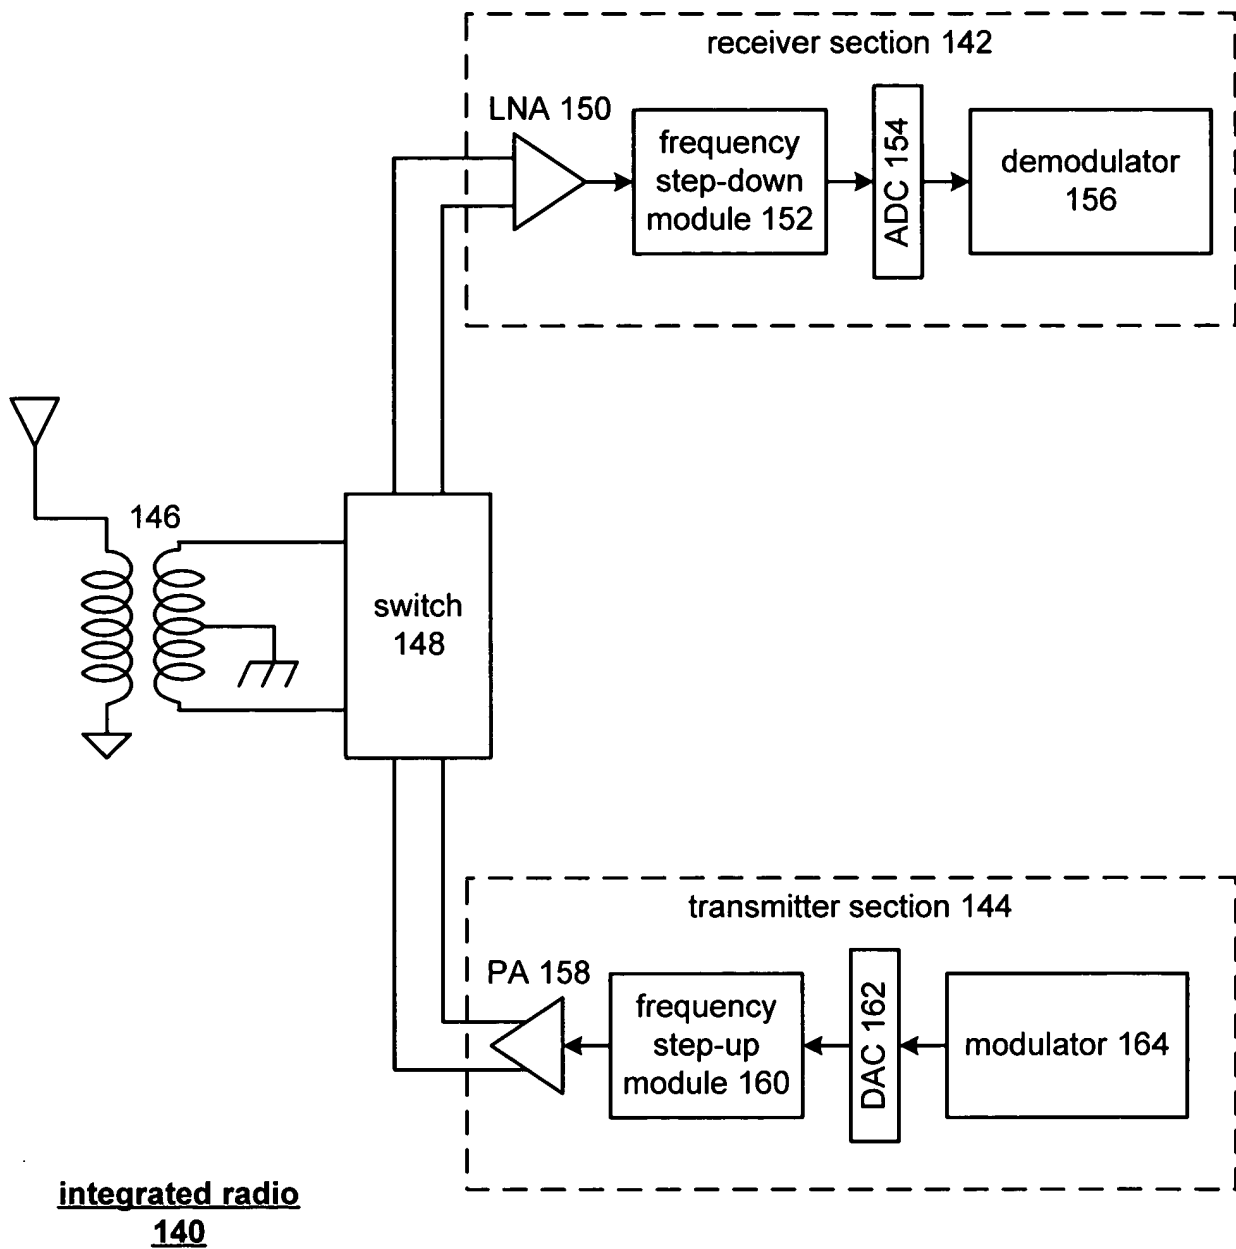 receiver section 142
LNA 150
frequency
step-down
module 152
ADC 154
demodulator
156
146
switch
148
transmitter section 144
PA 158
frequency
step-up
module 160
DAC 162
modulator 164
integrated radio
140